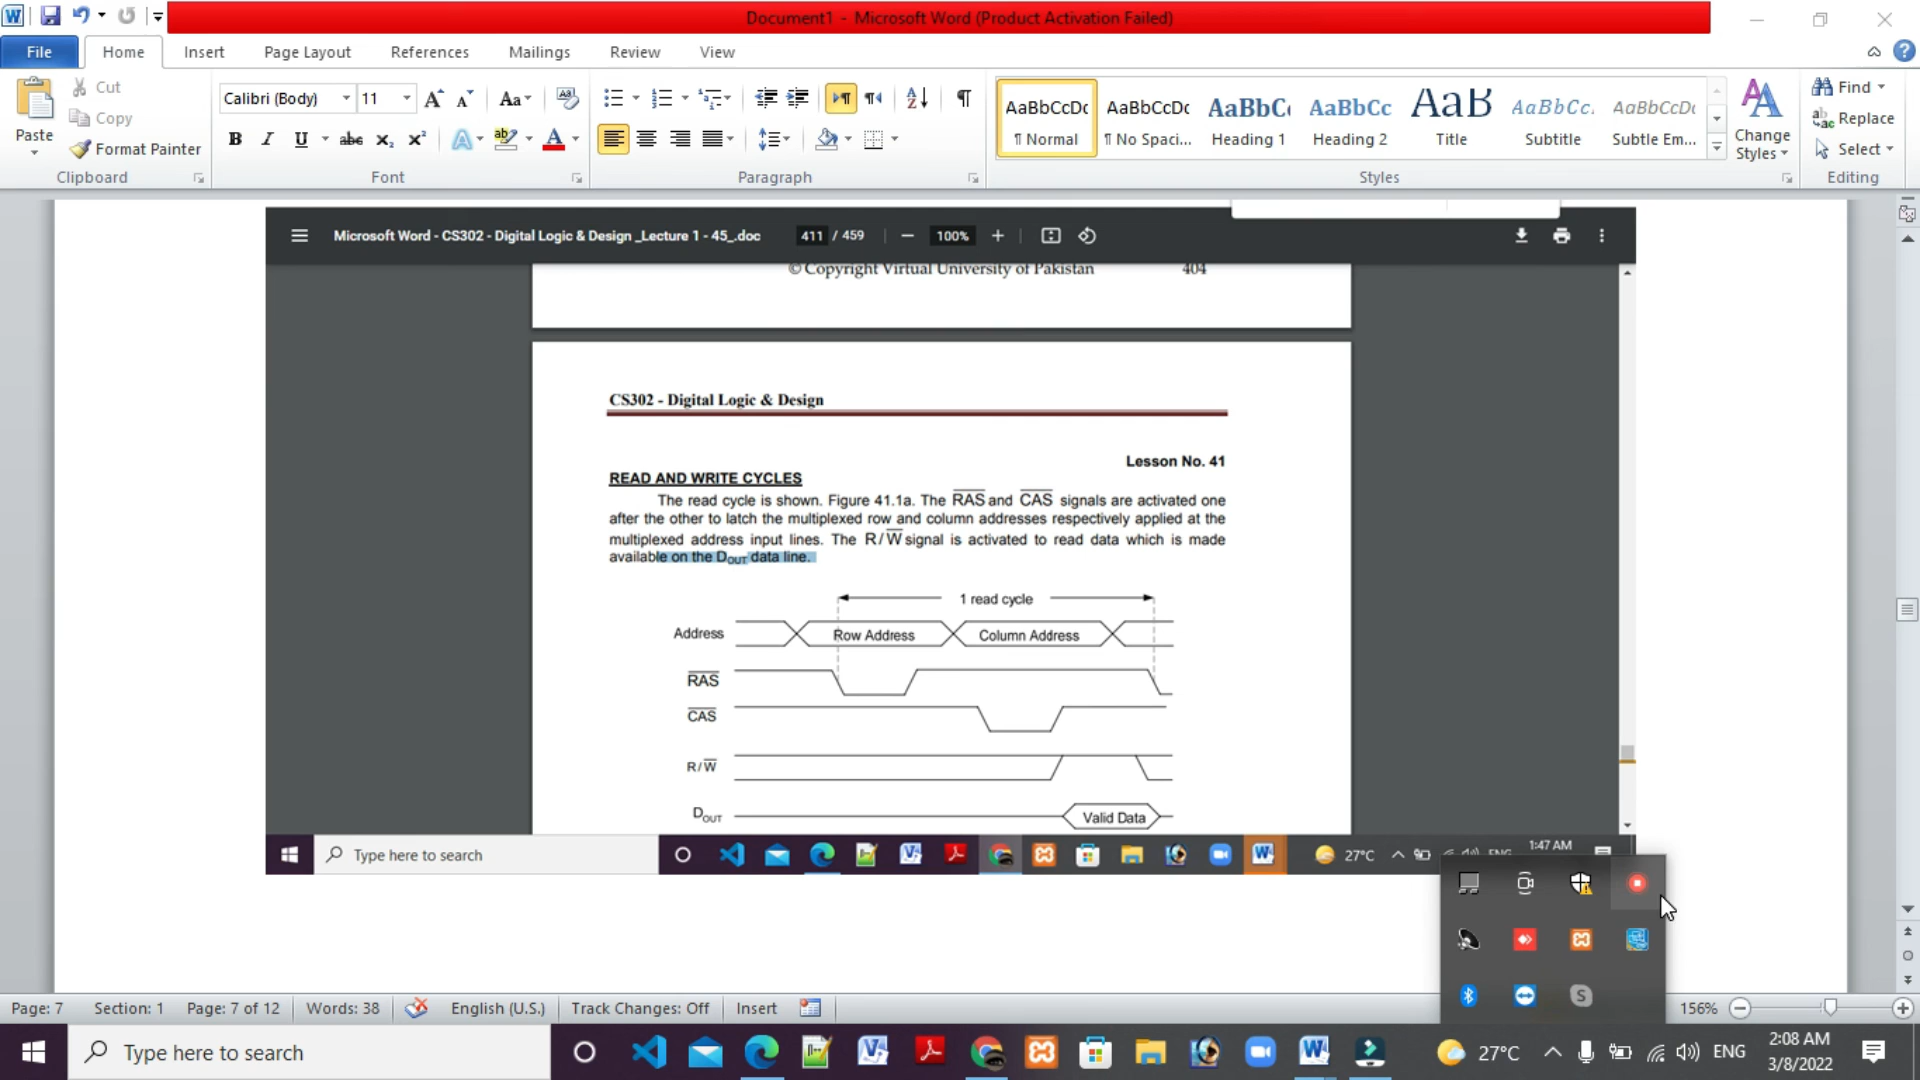 Document1 - Microsoft Word (Product Activation Failed)
File Home Insert Page Layout References Mailings Review View
Cut
Copy
Format Painter
Paste
Clipboard
Calibri (Body) 11
Font
Paragraph
AaBbCcDc AaBbCcDc AaBbC AaBbCc AaB AaBbCc. AaBbCcDc
¶ Normal ¶ No Spaci... Heading 1 Heading 2 Title Subtitle Subtle Em...
Change Styles
Styles
Find
Replace
Select
Editing
Microsoft Word - CS302 - Digital Logic & Design _Lecture 1 - 45_.doc 411 / 459 100%
© Copyright Virtual University of Pakistan 404
CS302 - Digital Logic & Design
Lesson No. 41
READ AND WRITE CYCLES
The read cycle is shown. Figure 41.1a. The RAS and CAS signals are activated one
after the other to latch the multiplexed row and column addresses respectively applied at the
multiplexed address input lines. The R/W signal is activated to read data which is made
available on the DOUT data line.
1 read cycle
Address Row Address Column Address
RAS
CAS
R/W
DOUT Valid Data
Type here to search 27°C 1:47 AM
Page: 7 Section: 1 Page: 7 of 12 Words: 38 English (U.S.) Track Changes: Off Insert 156%
Type here to search 27°C ENG 2:08 AM
3/8/2022